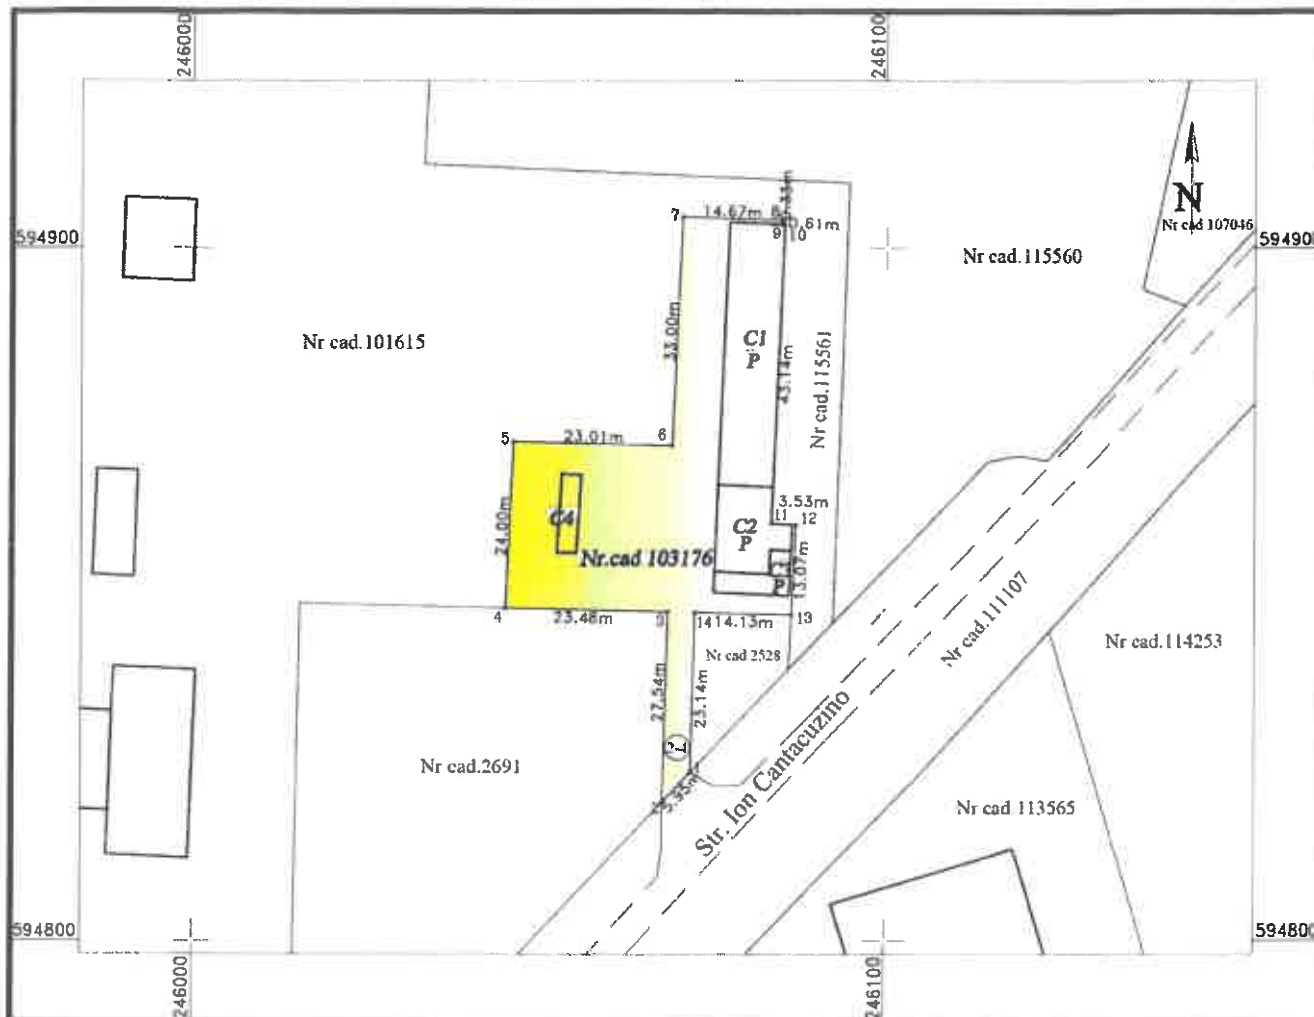 246000
246100
594900
594900
N
Nr cad 107046
7
14.67m
8
9
10
0.61m
Nr cad.115560
Nr cad.101615
33.00m
C1
P
43.14m
Nr cad.115561
5
23.01m
6
24.00m
C4
3.53m
11
12
C2
P
Nr.cad 103176
13.07m
P
4
23.48m
3
14
14.13m
13
Nr cad 2528
27.54m
23.14m
Nr cad.111107
Nr cad.114253
Nr cad.2691
Str. Ion Cantacuzino
Nr cad 113565
594800
594800
246000
246100